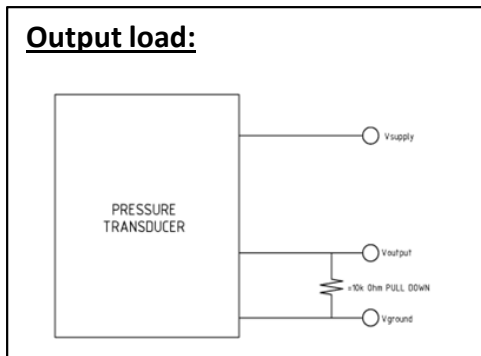 Output load:
Vsupply
PRESSURE
TRANSDUCER
Voutput
=10k Ohm PULL DOWN
Vground